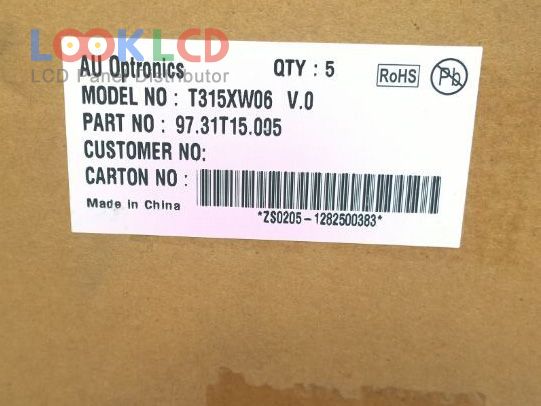 LOOKLCD
LCD Panel Distributor
AU Optronics QTY : 5 RoHS Pb
MODEL NO : T315XW06 V.0
PART NO : 97.31T15.005
CUSTOMER NO:
CARTON NO :
*ZS0205-1282500383*
Made in China